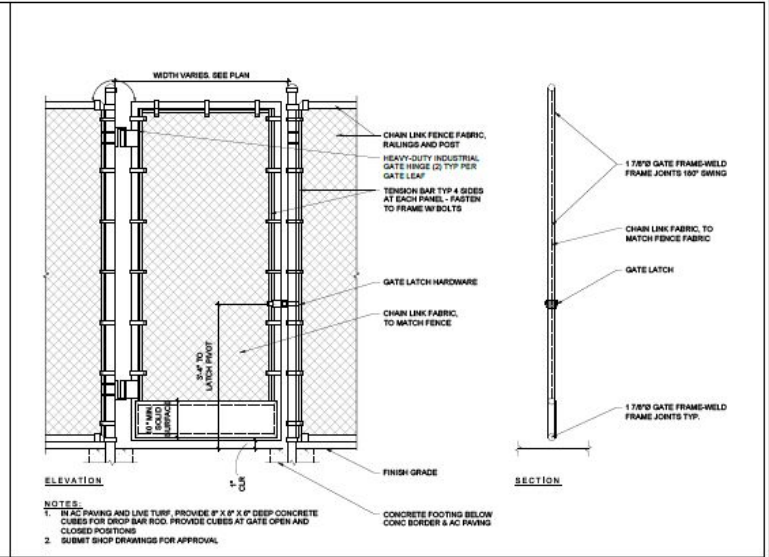 WIDTH VARIES. SEE PLAN
CHAIN LINK FENCE FABRIC,
RAILINGS AND POST
HEAVY-DUTY INDUSTRIAL
GATE HINGE (2) TYP PER
GATE LEAF
TENSION BAR TYP 4 SIDES
AT EACH PANEL - FASTEN
TO FRAME W/ BOLTS
GATE LATCH HARDWARE
CHAIN LINK FABRIC,
TO MATCH FENCE
3'-4" TO
LATCH PIVOT
10" MIN
SOLID
SURFACE
1"
CLR
FINISH GRADE
CONCRETE FOOTING BELOW
CONC BORDER & AC PAVING
ELEVATION
NOTES:
1. IN AC PAVING AND LIVE TURF, PROVIDE 8" X 8" X 6" DEEP CONCRETE
CUBES FOR DROP BAR ROD. PROVIDE CUBES AT GATE OPEN AND
CLOSED POSITIONS
2. SUBMIT SHOP DRAWINGS FOR APPROVAL
1 7/8"Ø GATE FRAME-WELD
FRAME JOINTS 180° SWING
CHAIN LINK FABRIC, TO
MATCH FENCE FABRIC
GATE LATCH
1 7/8"Ø GATE FRAME-WELD
FRAME JOINTS TYP.
SECTION